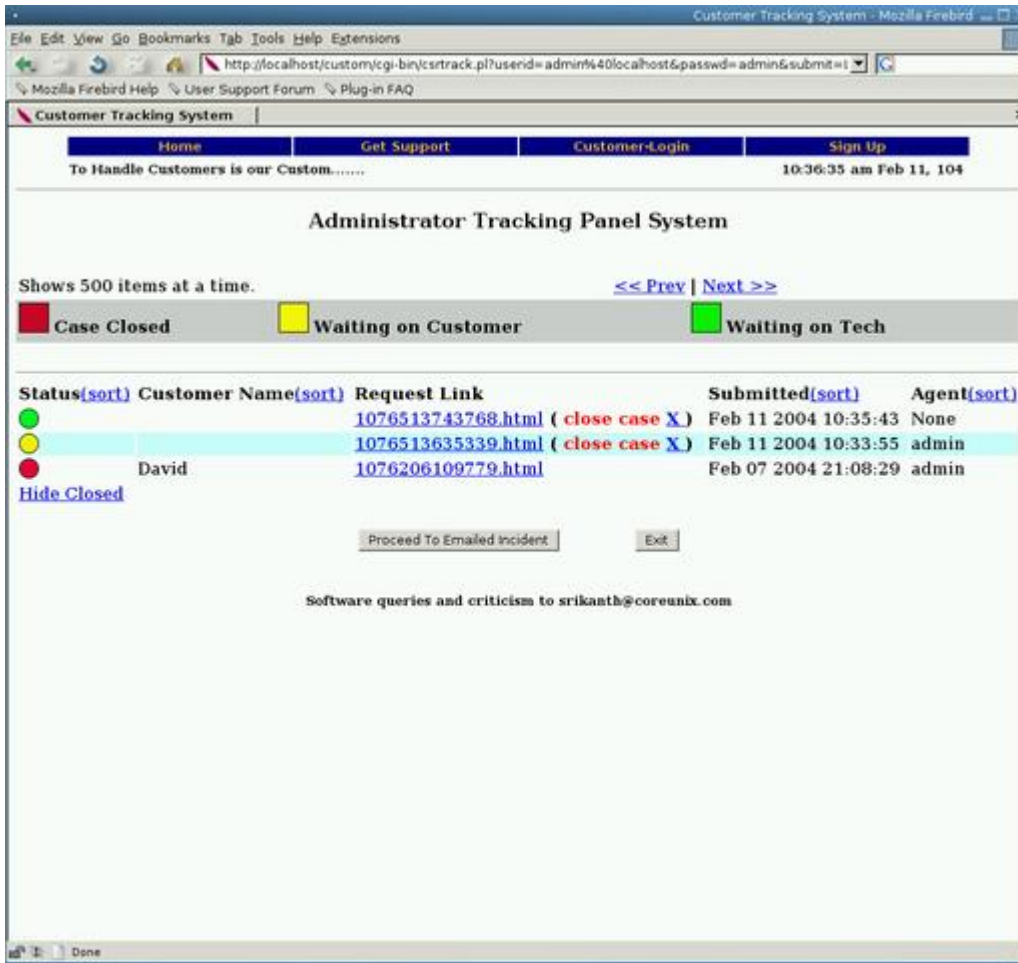 Customer Tracking System - Mozilla Firebird
File Edit View Go Bookmarks Tab Tools Help Extensions
http://localhost/custom/cgi-bin/csrtrack.pl?userid=admin%40localhost&passwd=admin&submit=
Mozilla Firebird Help User Support Forum Plug-in FAQ
Customer Tracking System
Home Get Support Customer-Login Sign Up
To Handle Customers is our Custom....... 10:36:35 am Feb 11, 104
Administrator Tracking Panel System
Shows 500 items at a time. << Prev | Next >>
Case Closed Waiting on Customer Waiting on Tech
Status(sort) Customer Name(sort) Request Link Submitted(sort) Agent(sort)
1076513743768.html ( close case X ) Feb 11 2004 10:35:43 None
1076513635339.html ( close case X ) Feb 11 2004 10:33:55 admin
David 1076206109779.html Feb 07 2004 21:08:29 admin
Hide Closed
Proceed To Emailed Incident Exit
Software queries and criticism to srikanth@coreunix.com
Done